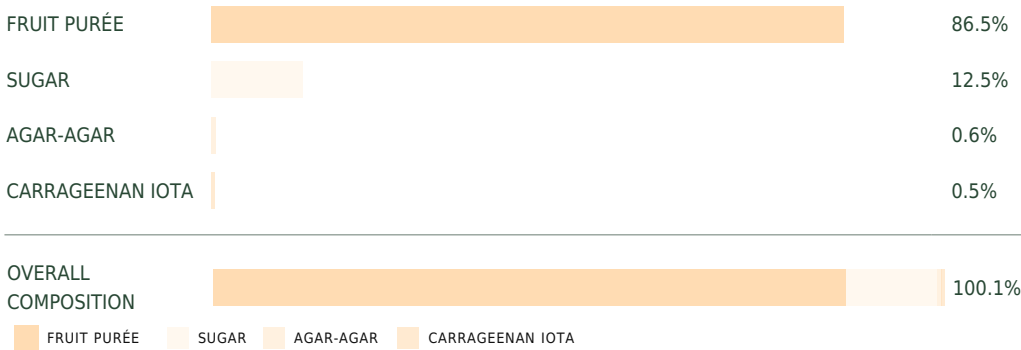 FRUIT PURÉE 86.5%
SUGAR 12.5%
AGAR-AGAR 0.6%
CARRAGEENAN IOTA 0.5%
OVERALL
COMPOSITION 100.1%
FRUIT PURÉE SUGAR AGAR-AGAR CARRAGEENAN IOTA